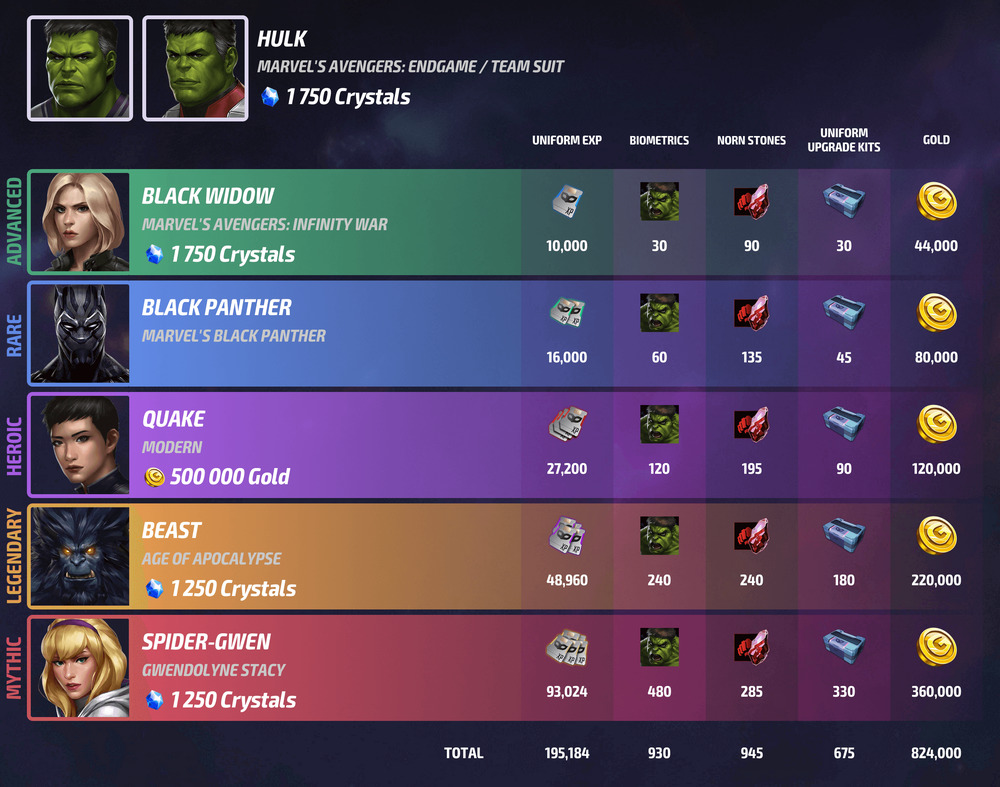 HULK
MARVEL'S AVENGERS: ENDGAME / TEAM SUIT
1 750 Crystals
UNIFORM EXP BIOMETRICS NORN STONES UNIFORM UPGRADE KITS GOLD
ADVANCED
BLACK WIDOW
MARVEL'S AVENGERS: INFINITY WAR
1 750 Crystals
10,000 30 90 30 44,000
RARE
BLACK PANTHER
MARVEL'S BLACK PANTHER
16,000 60 135 45 80,000
HEROIC
QUAKE
MODERN
500 000 Gold
27,200 120 195 90 120,000
LEGENDARY
BEAST
AGE OF APOCALYPSE
1 250 Crystals
48,960 240 240 180 220,000
MYTHIC
SPIDER-GWEN
GWENDOLYNE STACY
1 250 Crystals
93,024 480 285 330 360,000
TOTAL 195,184 930 945 675 824,000